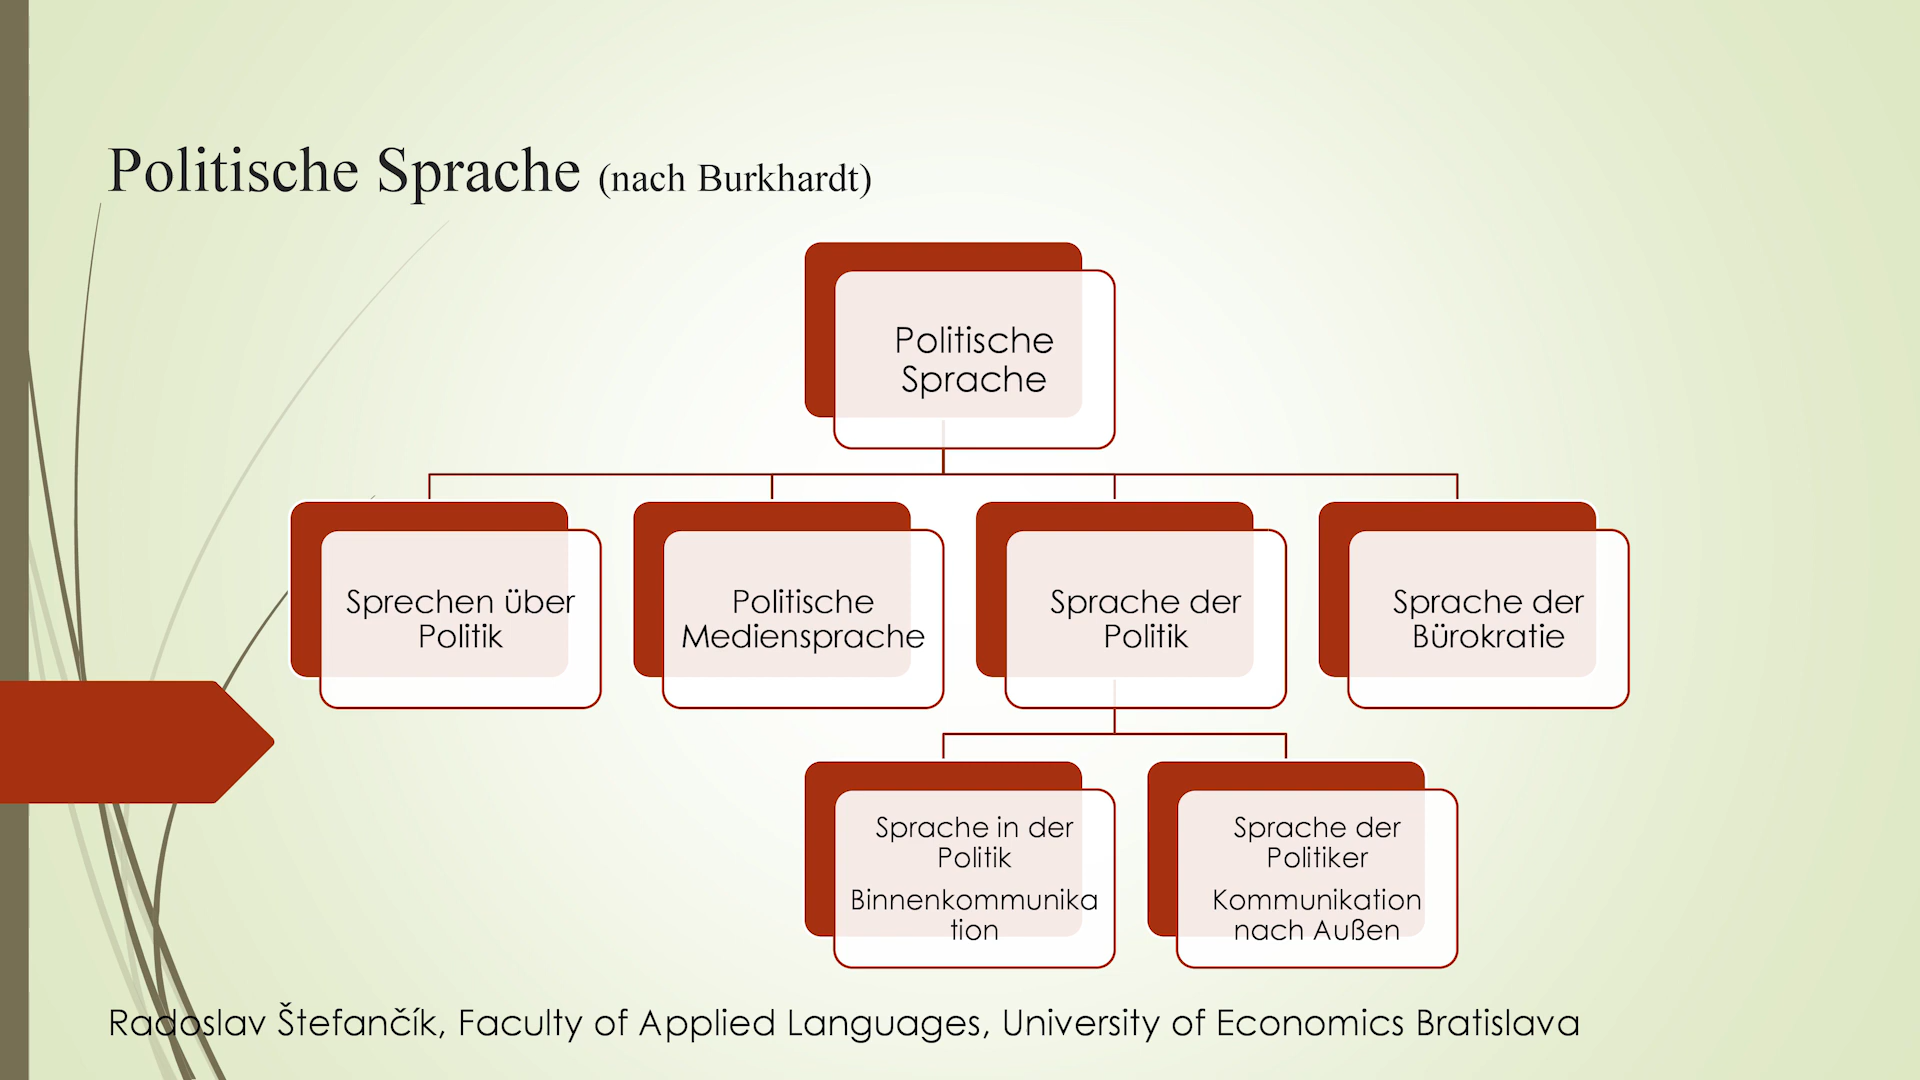 Politische Sprache (nach Burkhardt)
Politische
Sprache
Sprechen über
Politik
Politische
Mediensprache
Sprache der
Politik
Sprache der
Bürokratie
Sprache in der
Politik
Binnenkommunika
tion
Sprache der
Politiker
Kommunikation
nach Außen
Radoslav Štefančík, Faculty of Applied Languages, University of Economics Bratislava